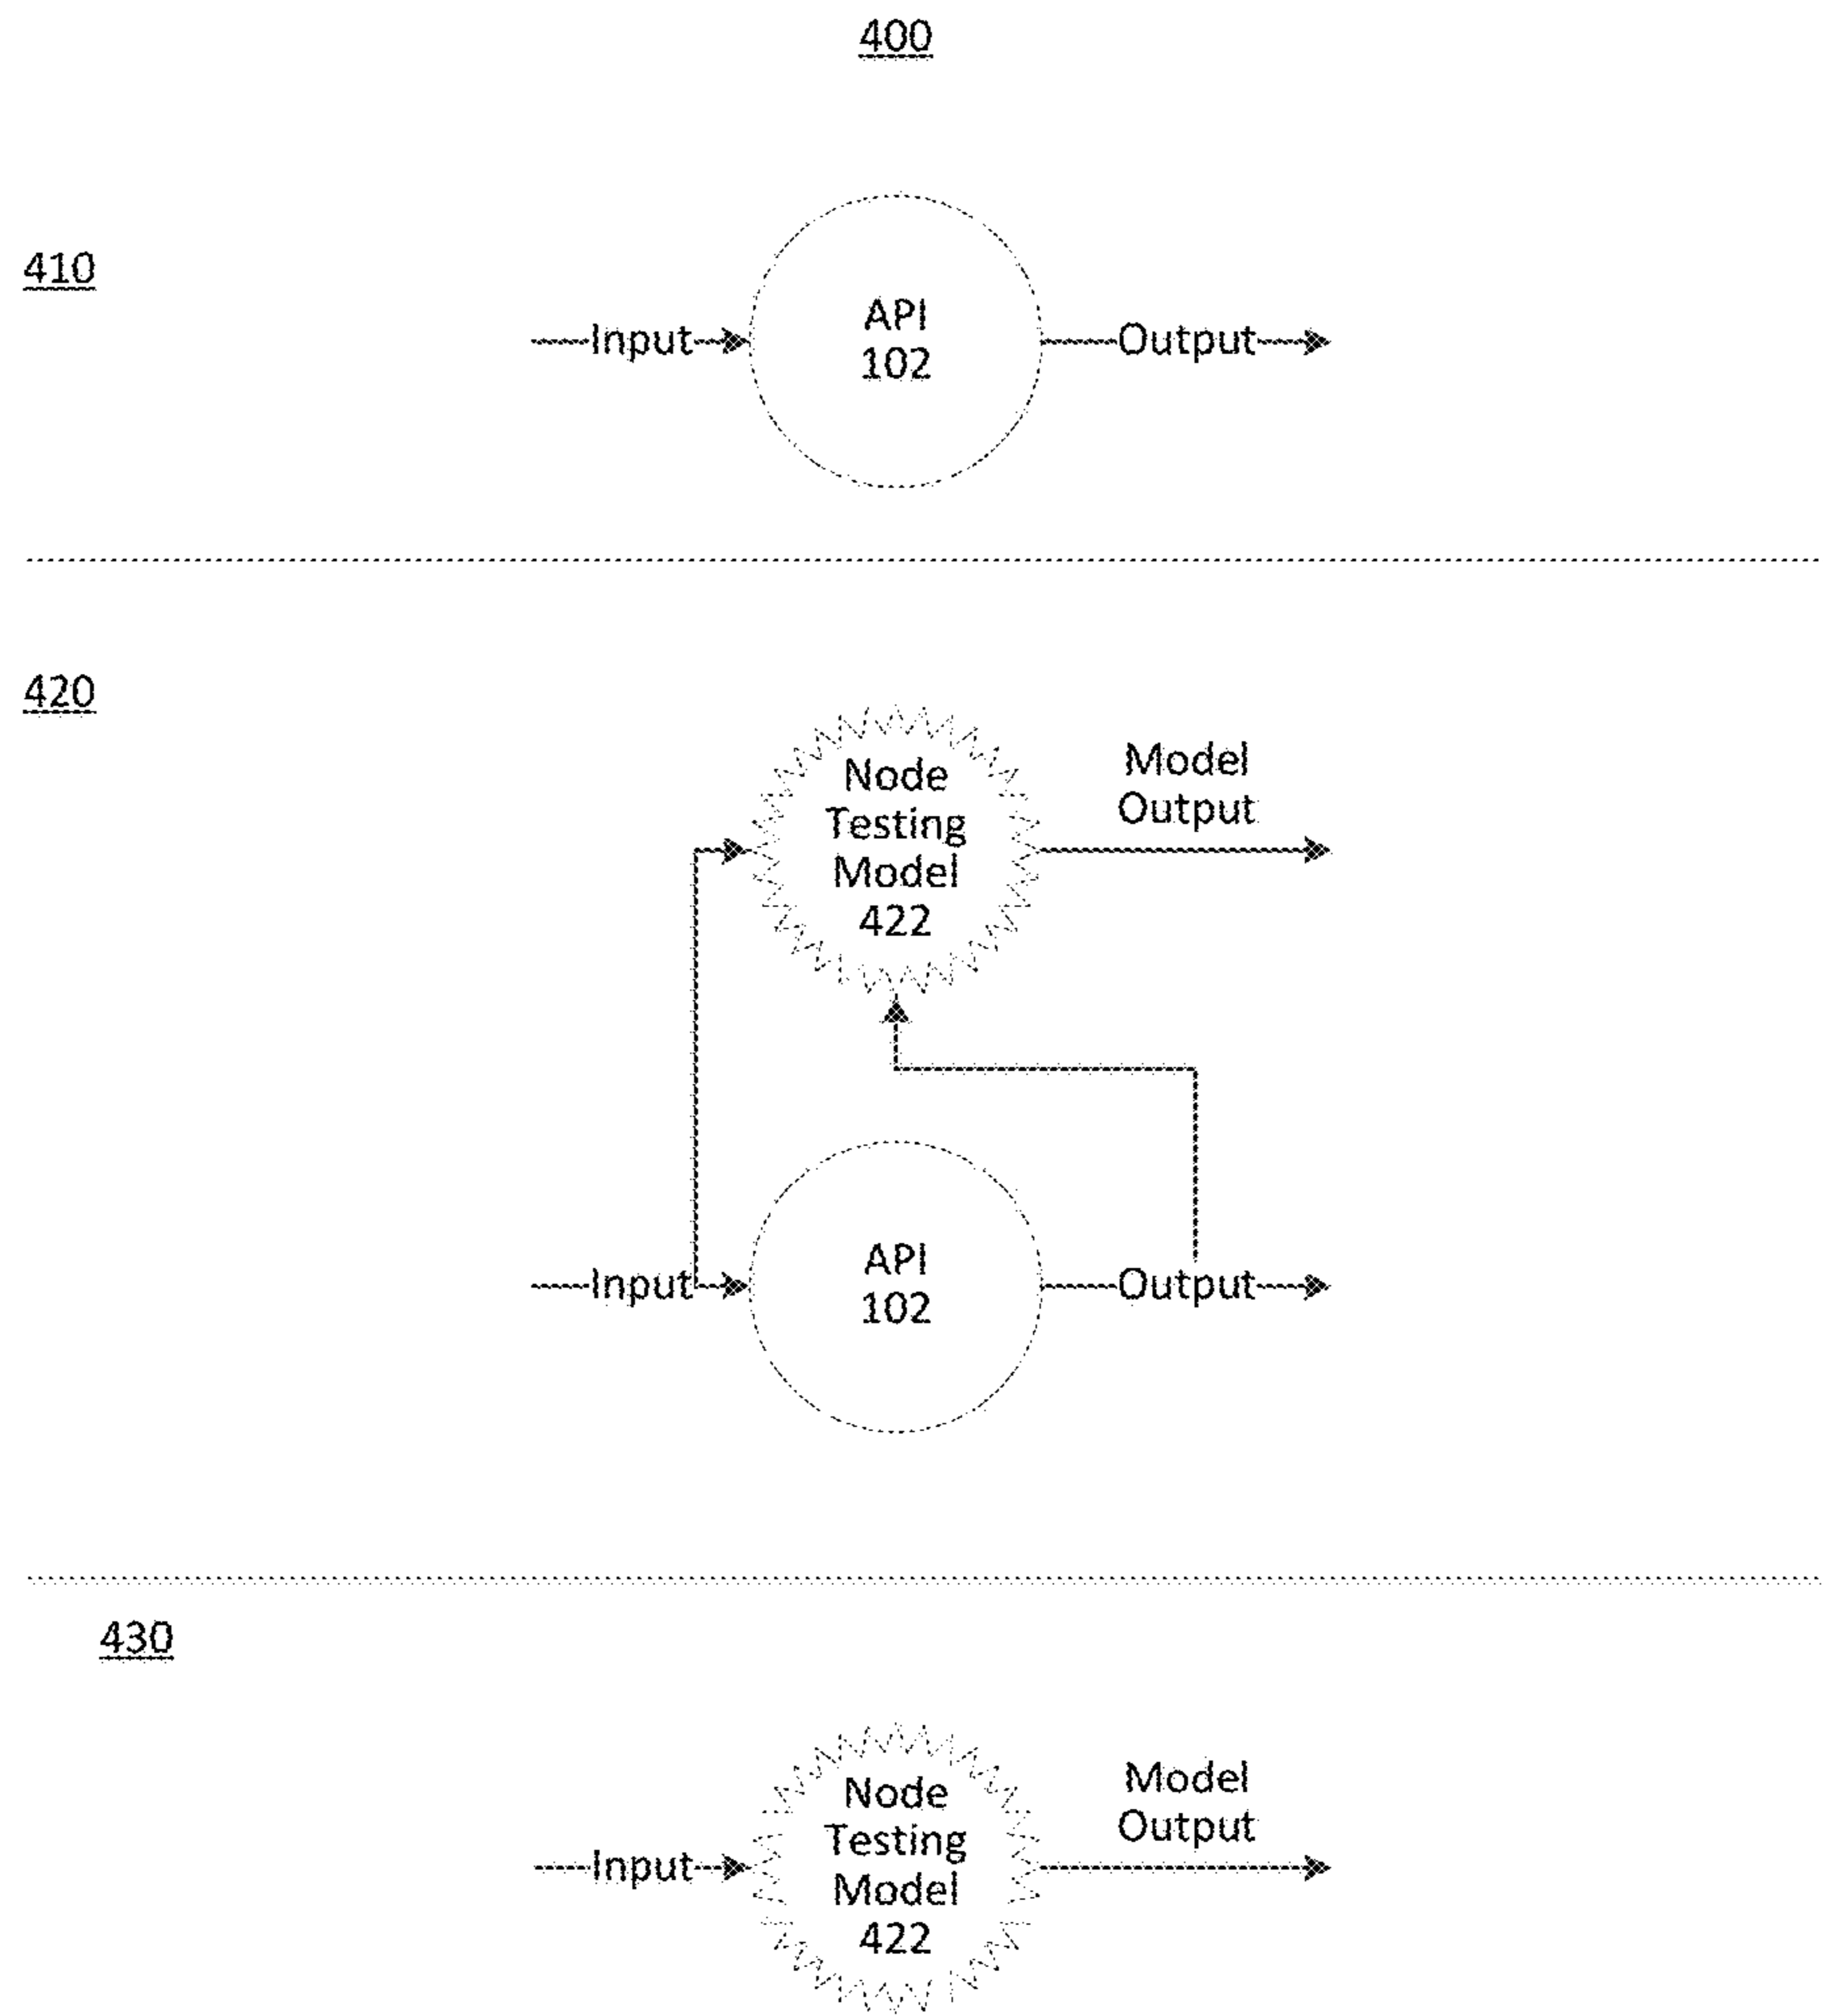 400
410
API
102
Input
Output
420
Node
Testing
Model
422
Model
Output
API
102
Input
Output
430
Node
Testing
Model
422
Model
Output
Input